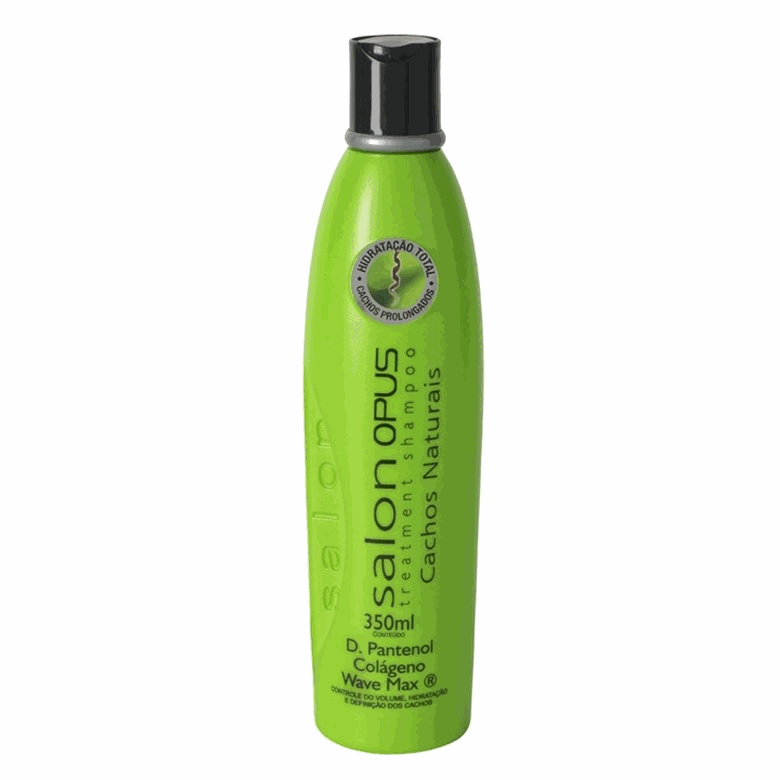 HIDRATAÇÃO TOTAL
CACHOS PROLONGADOS
salon
salon OPUS
treatment shampoo
Cachos Naturais
350ml
CONTEÚDO
D. Pantenol
Colágeno
Wave Max ®
CONTROLE DO VOLUME, HIDRATAÇÃO
E DEFINIÇÃO DOS CACHOS